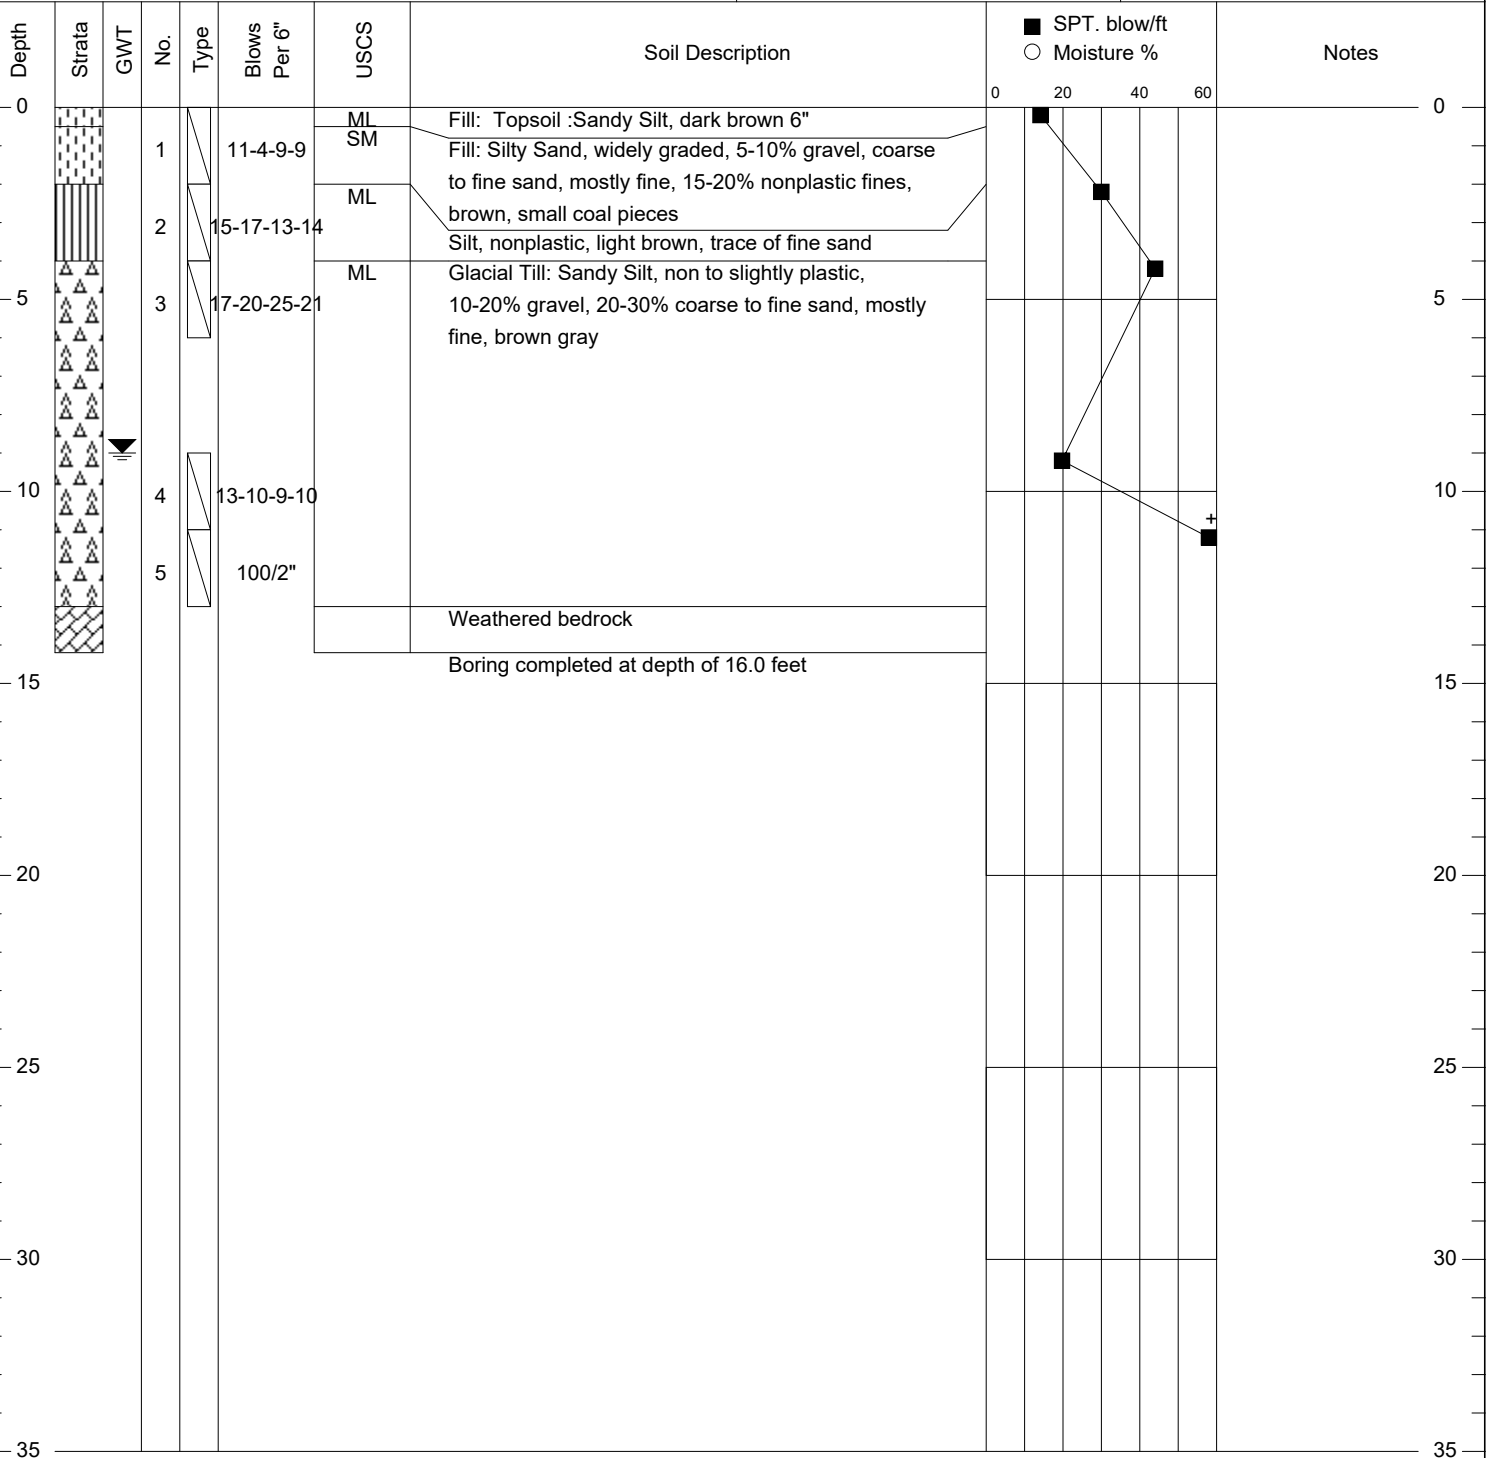 Depth
Strata
GWT
No.
Type
Blows
Per 6"
USCS
Soil Description
SPT. blow/ft
Moisture %
Notes
0 20 40 60
0
ML
Fill: Topsoil :Sandy Silt, dark brown 6"
0
SM
1
11-4-9-9
Fill: Silty Sand, widely graded, 5-10% gravel, coarse
to fine sand, mostly fine, 15-20% nonplastic fines,
brown, small coal pieces
ML
2
15-17-13-14
Silt, nonplastic, light brown, trace of fine sand
ML
Glacial Till: Sandy Silt, non to slightly plastic,
10-20% gravel, 20-30% coarse to fine sand, mostly
fine, brown gray
5
3
17-20-25-21
5
10
4
13-10-9-10
10
+
5
100/2"
Weathered bedrock
Boring completed at depth of 16.0 feet
15
15
20
20
25
25
30
30
35
35